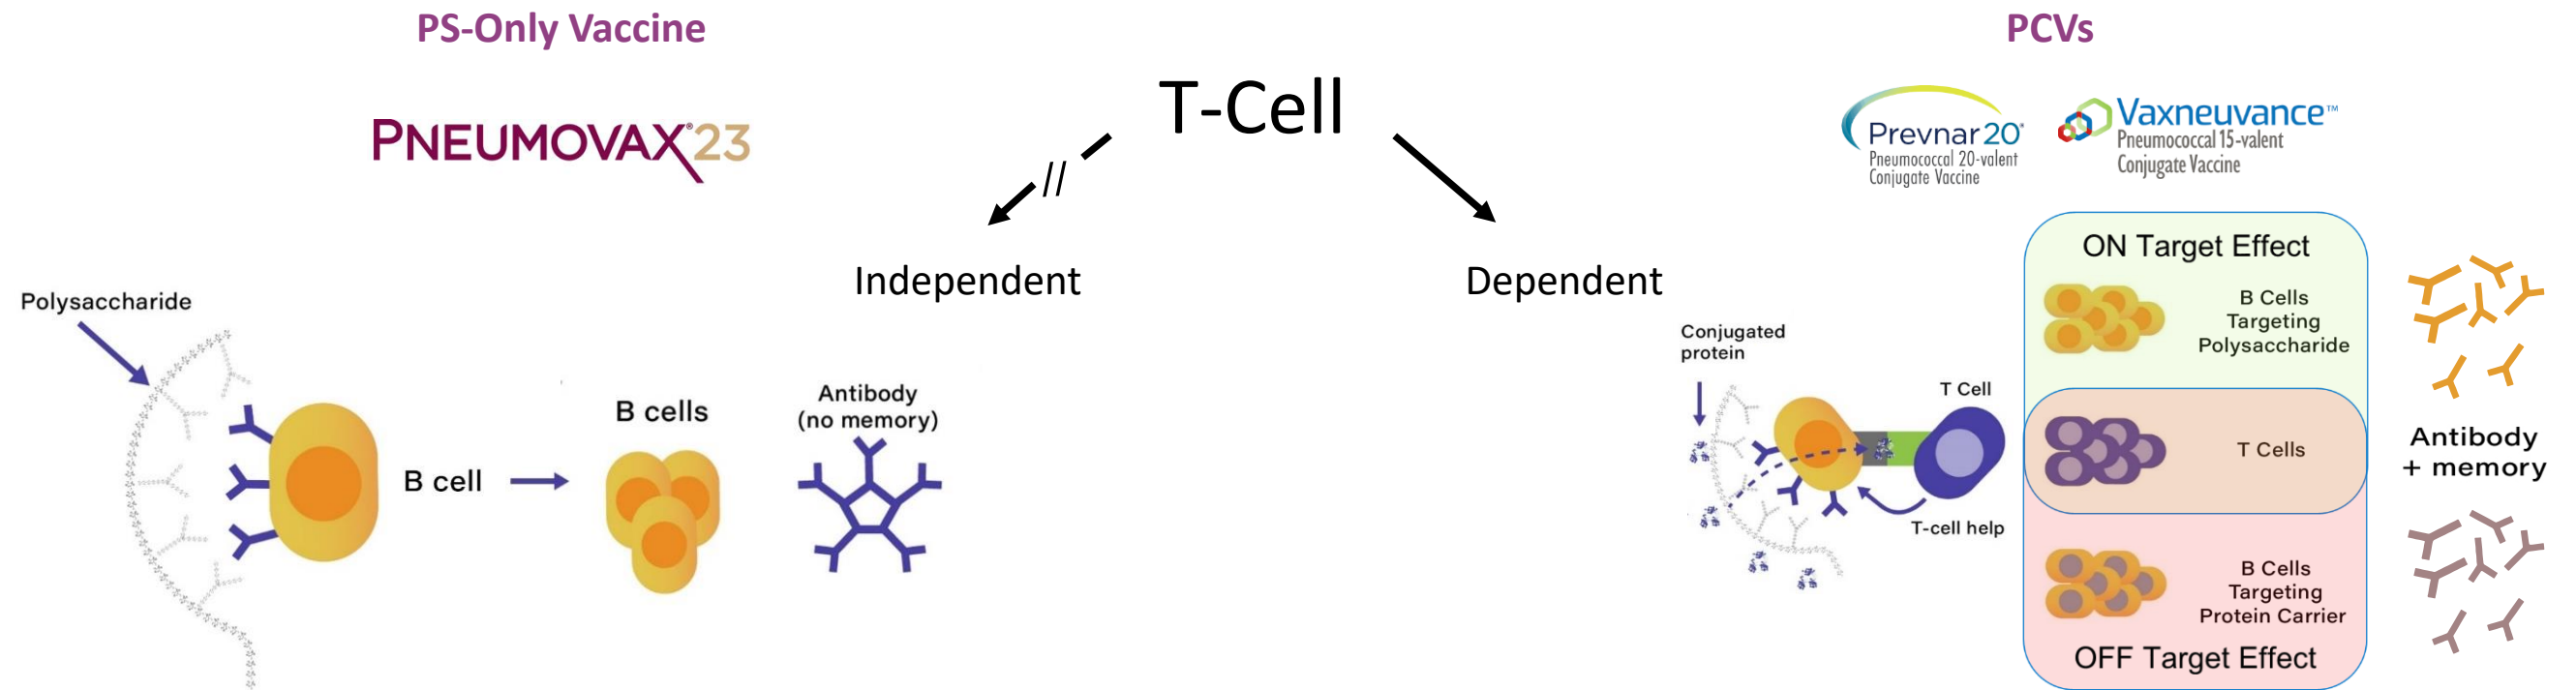 PS-Only Vaccine
PNEUMOVAX®23
T-Cell
Independent
Dependent
Polysaccharide
B cell
B cells
Antibody
(no memory)
PCVs
Prevnar 20®
Pneumococcal 20-valent
Conjugate Vaccine
Vaxneuvance™
Pneumococcal 15-valent
Conjugate Vaccine
Conjugated
protein
T Cell
T-cell help
ON Target Effect
B Cells
Targeting
Polysaccharide
T Cells
B Cells
Targeting
Protein Carrier
OFF Target Effect
Antibody
+ memory